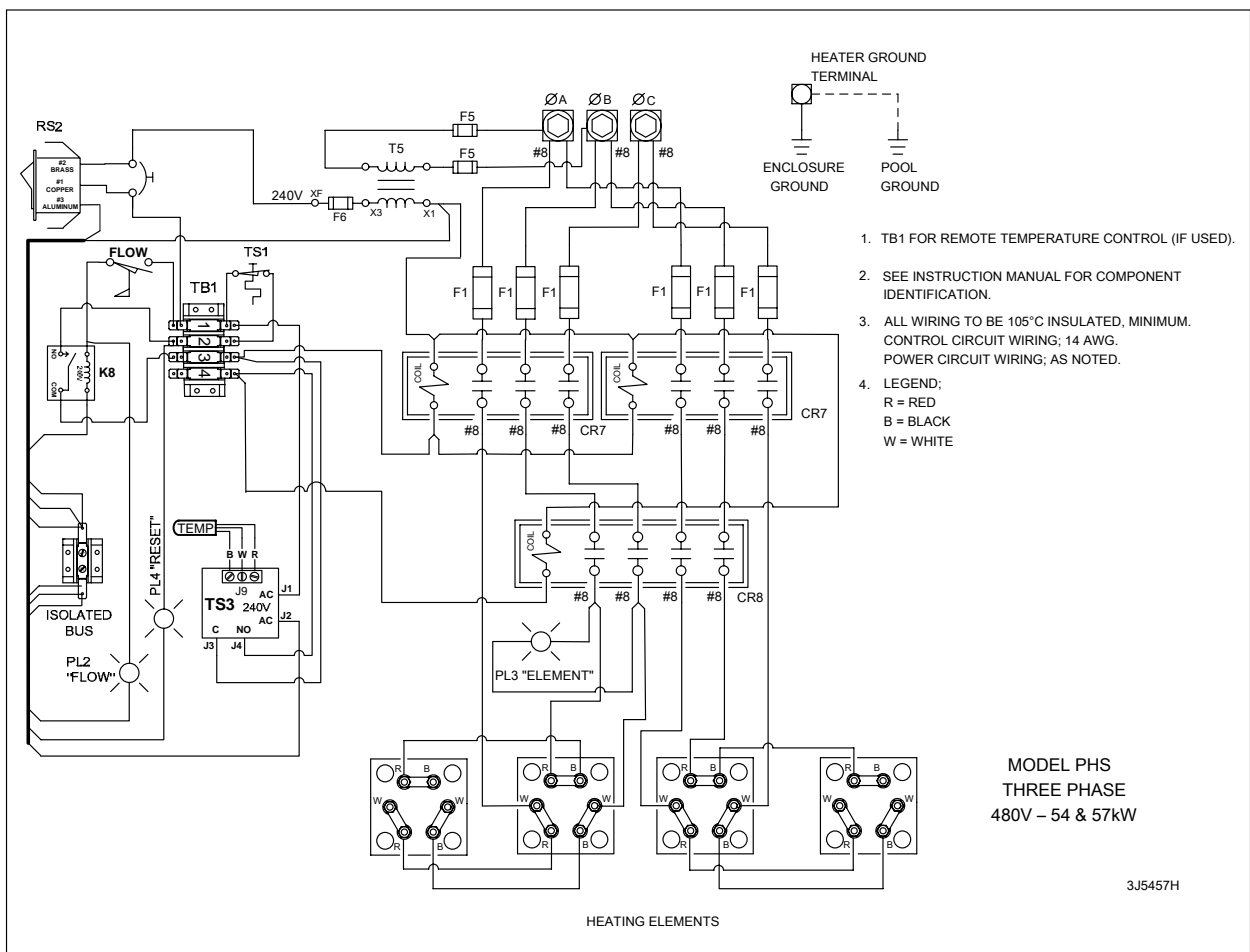 HEATER GROUND
TERMINAL
ENCLOSURE
GROUND
POOL
GROUND
ØA
ØB
ØC
#8
#8
#8
F5
F5
T5
RS2
#2
BRASS
#1
COPPER
#3
ALUMINUM
240V
XF
F6
X3
X1
FLOW
TS1
TB1
1
2
3
4
NO
COM
240V
K8
F1
F1
F1
F1
F1
F1
COIL
COIL
#8
#8
#8
CR7
#8
#8
#8
CR7
COIL
#8
#8
#8
#8
CR8
1. TB1 FOR REMOTE TEMPERATURE CONTROL (IF USED).
2. SEE INSTRUCTION MANUAL FOR COMPONENT
IDENTIFICATION.
3. ALL WIRING TO BE 105°C INSULATED, MINIMUM.
CONTROL CIRCUIT WIRING; 14 AWG.
POWER CIRCUIT WIRING; AS NOTED.
4. LEGEND;
R = RED
B = BLACK
W = WHITE
TEMP
B W R
J9
TS3
240V
AC
J1
AC
J2
C
NO
J3
J4
ISOLATED
BUS
PL4 "RESET"
PL2
"FLOW"
PL3 "ELEMENT"
R B
W W
R B
R B
W W
R B
R B
W W
R B
R B
W W
R B
HEATING ELEMENTS
MODEL PHS
THREE PHASE
480V – 54 & 57kW
3J5457H